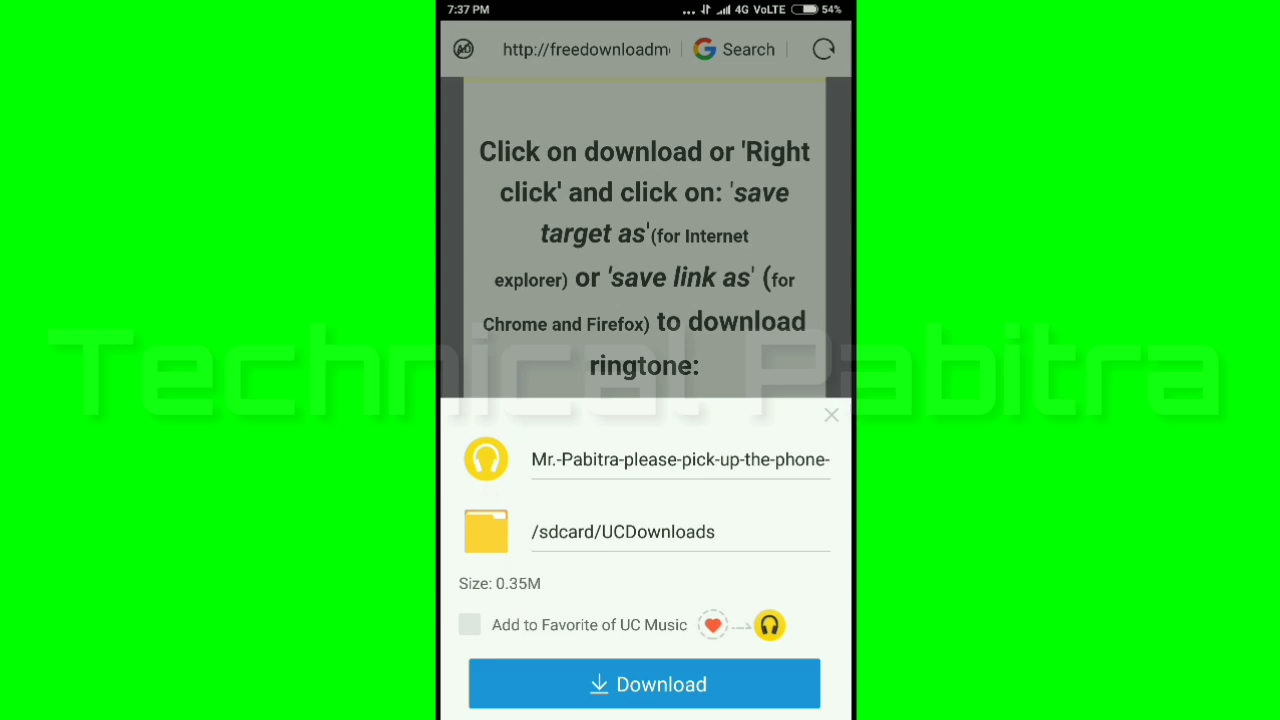 7:37 PM ... 4G VoLTE 54%
AD http://freedownloadm Search
Click on download or 'Right
click' and click on: 'save
target as'(for Internet
explorer) or 'save link as' (for
Chrome and Firefox) to download
ringtone:
Technical Pabitra
Mr.-Pabitra-please-pick-up-the-phone-
/sdcard/UCDownloads
Size: 0.35M
Add to Favorite of UC Music
Download